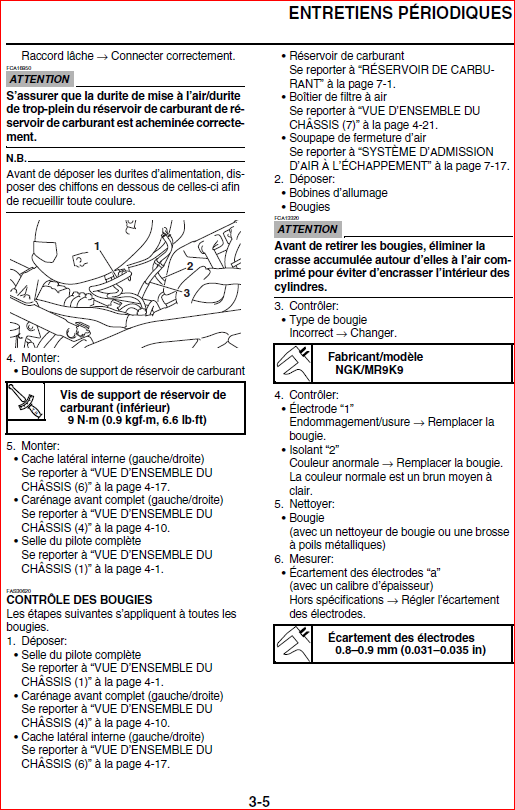 ENTRETIENS PÉRIODIQUES
Raccord lâche → Connecter correctement.
FCA18950
ATTENTION
S’assurer que la durite de mise à l’air/durite
de trop-plein du réservoir de carburant de ré-
servoir de carburant est acheminée correcte-
ment.
N.B.
Avant de déposer les durites d’alimentation, dis-
poser des chiffons en dessous de celles-ci afin
de recueillir toute coulure.
1
2
3
4. Monter:
• Boulons de support de réservoir de carburant
Vis de support de réservoir de
carburant (inférieur)
9 N·m (0.9 kgf·m, 6.6 lb·ft)
5. Monter:
• Cache latéral interne (gauche/droite)
Se reporter à “VUE D’ENSEMBLE DU
CHÂSSIS (6)” à la page 4-17.
• Carénage avant complet (gauche/droite)
Se reporter à “VUE D’ENSEMBLE DU
CHÂSSIS (4)” à la page 4-10.
• Selle du pilote complète
Se reporter à “VUE D’ENSEMBLE DU
CHÂSSIS (1)” à la page 4-1.
FAS30620
CONTRÔLE DES BOUGIES
Les étapes suivantes s’appliquent à toutes les
bougies.
1. Déposer:
• Selle du pilote complète
Se reporter à “VUE D’ENSEMBLE DU
CHÂSSIS (1)” à la page 4-1.
• Carénage avant complet (gauche/droite)
Se reporter à “VUE D’ENSEMBLE DU
CHÂSSIS (4)” à la page 4-10.
• Cache latéral interne (gauche/droite)
Se reporter à “VUE D’ENSEMBLE DU
CHÂSSIS (6)” à la page 4-17.
• Réservoir de carburant
Se reporter à “RÉSERVOIR DE CARBU-
RANT” à la page 7-1.
• Boîtier de filtre à air
Se reporter à “VUE D’ENSEMBLE DU
CHÂSSIS (7)” à la page 4-21.
• Soupape de fermeture d’air
Se reporter à “SYSTÈME D’ADMISSION
D’AIR À L’ÉCHAPPEMENT” à la page 7-17.
2. Déposer:
• Bobines d’allumage
• Bougies
FCA13320
ATTENTION
Avant de retirer les bougies, éliminer la
crasse accumulée autour d’elles à l’air com-
primé pour éviter d’encrasser l’intérieur des
cylindres.
3. Contrôler:
• Type de bougie
Incorrect → Changer.
Fabricant/modèle
NGK/MR9K9
4. Contrôler:
• Électrode “1”
Endommagement/usure → Remplacer la
bougie.
• Isolant “2”
Couleur anormale → Remplacer la bougie.
La couleur normale est un brun moyen à
clair.
5. Nettoyer:
• Bougie
(avec un nettoyeur de bougie ou une brosse
à poils métalliques)
6. Mesurer:
• Écartement des électrodes “a”
(avec un calibre d’épaisseur)
Hors spécifications → Régler l’écartement
des électrodes.
Écartement des électrodes
0.8–0.9 mm (0.031–0.035 in)
3-5